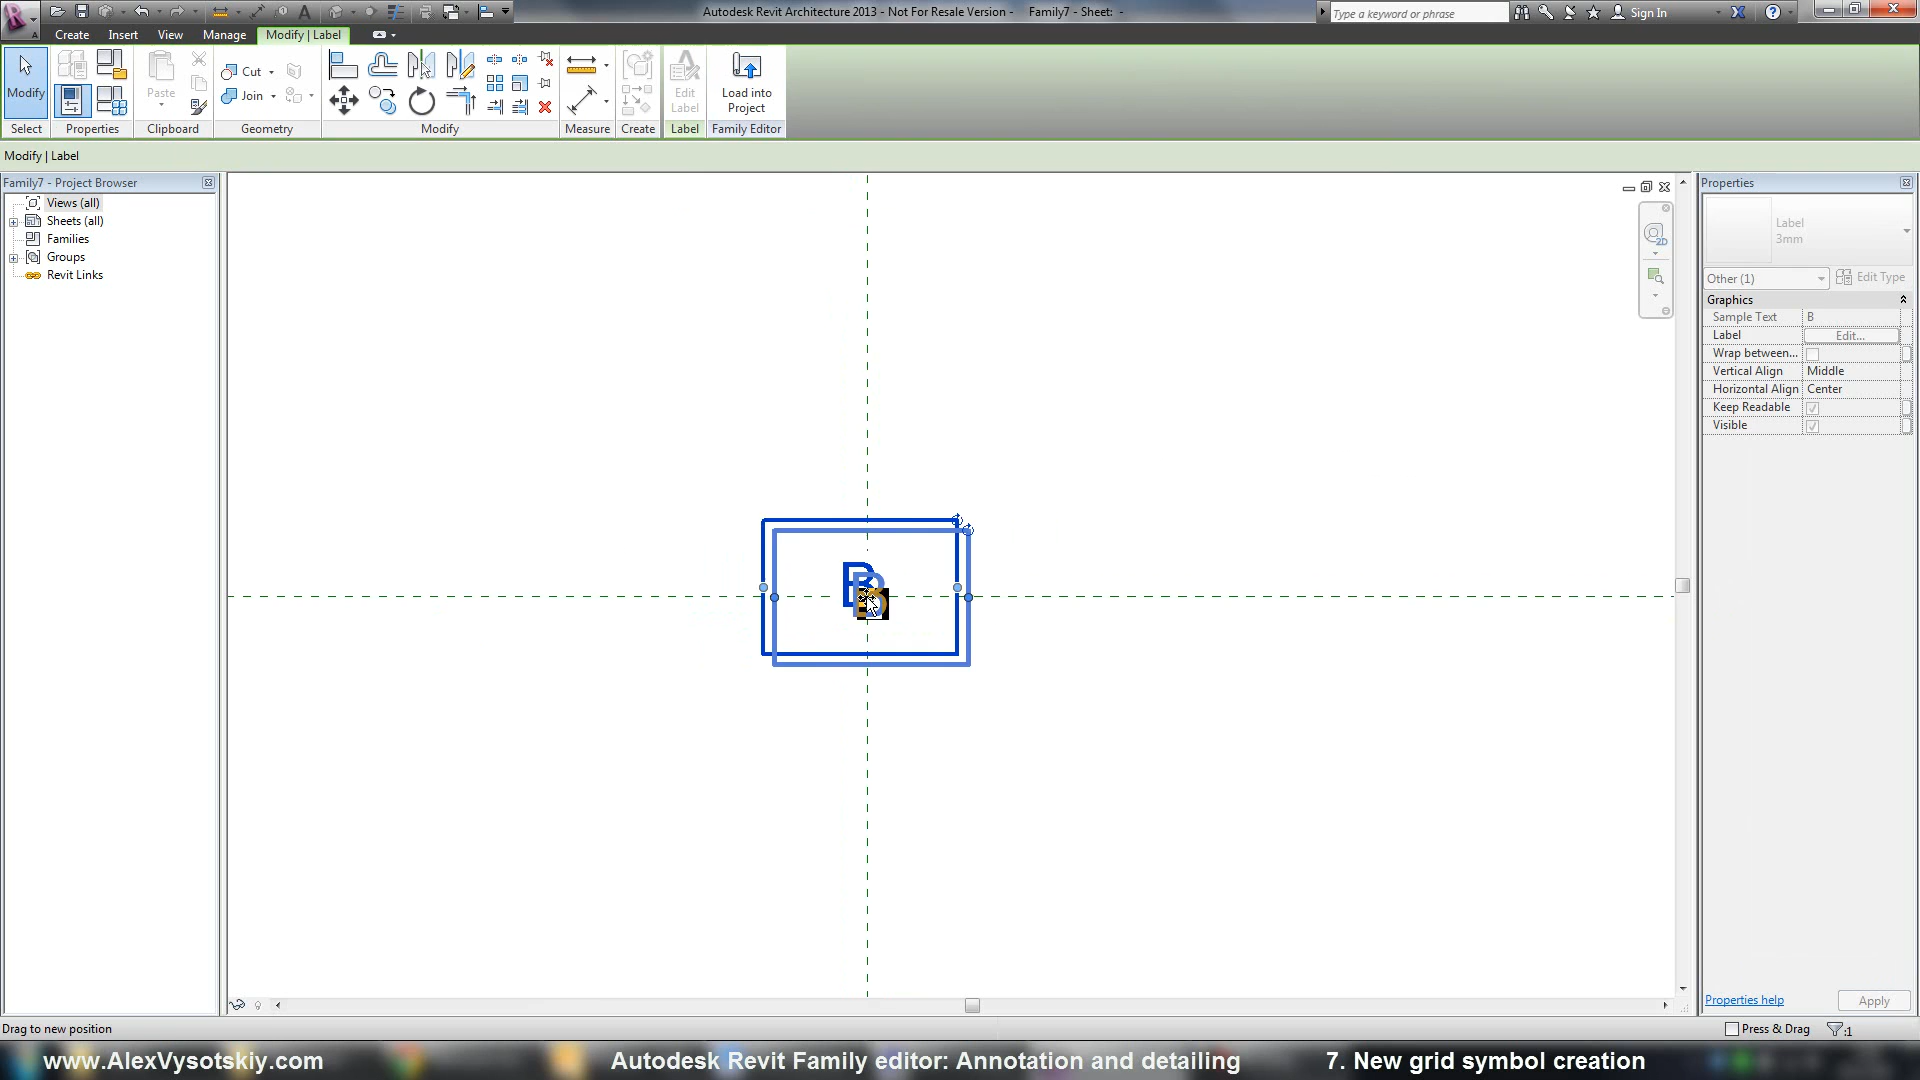 Autodesk Revit Architecture 2013 - Not For Resale Version - Family7 - Sheet: -
Type a keyword or phrase
Sign In
Create Insert View Manage Modify | Label
Modify
Paste
Cut
Join
Edit
Label
Load into
Project
Select Properties Clipboard Geometry Modify Measure Create Label Family Editor
Modify | Label
Family7 - Project Browser
Views (all)
Sheets (all)
Families
Groups
Revit Links
B
B
2D
Properties
Label
3mm
Other (1)
Edit Type
Graphics
Sample Text B
Label Edit...
Wrap between...
Vertical Align Middle
Horizontal Align Center
Keep Readable
Visible
Properties help
Apply
Drag to new position
Press & Drag
:1
www.AlexVysotskiy.com
Autodesk Revit Family editor: Annotation and detailing
7. New grid symbol creation